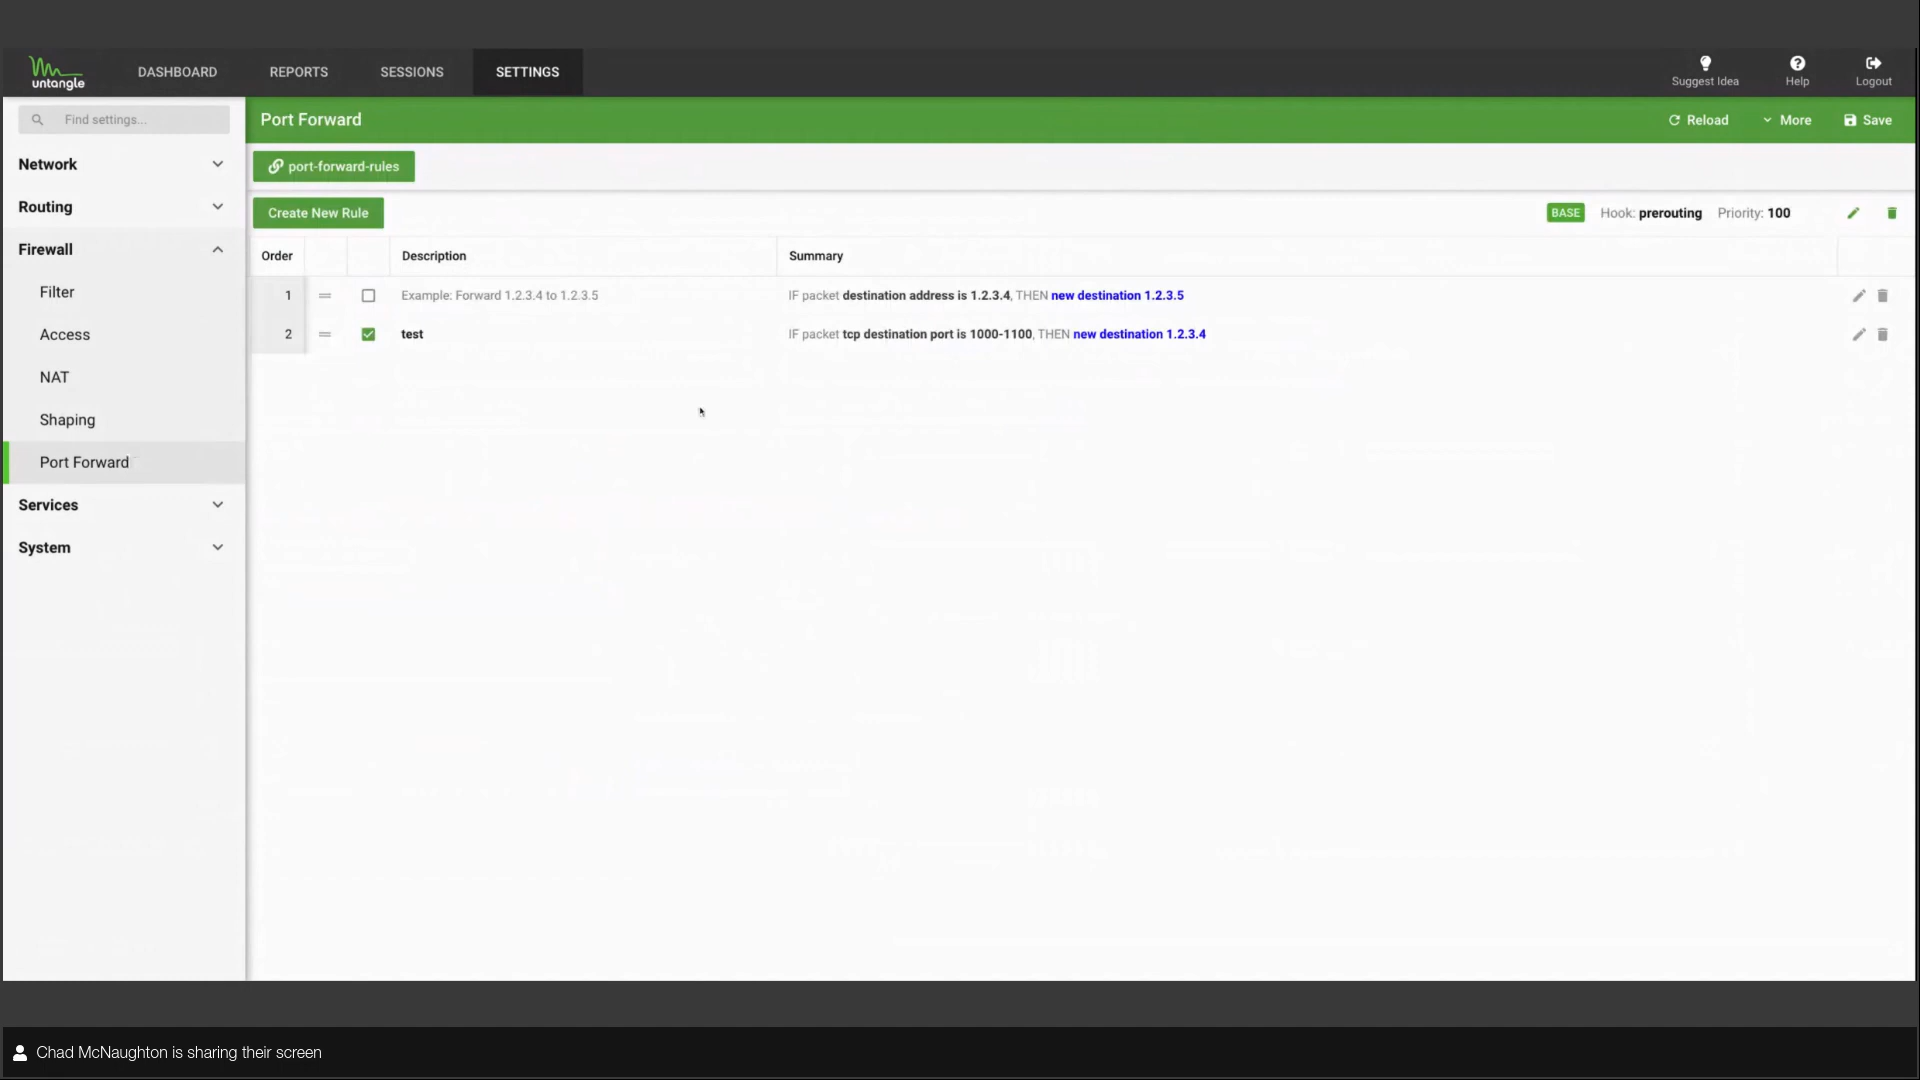 untangle
DASHBOARD
REPORTS
SESSIONS
SETTINGS
Suggest Idea
Help
Logout
Find settings...
Port Forward
Reload
More
Save
Network
port-forward-rules
Routing
Create New Rule
BASE
Hook: prerouting
Priority: 100
Firewall
Order
Description
Summary
Filter
1
Example: Forward 1.2.3.4 to 1.2.3.5
IF packet destination address is 1.2.3.4, THEN new destination 1.2.3.5
Access
2
test
IF packet tcp destination port is 1000-1100, THEN new destination 1.2.3.4
NAT
Shaping
Port Forward
Services
System
Chad McNaughton is sharing their screen